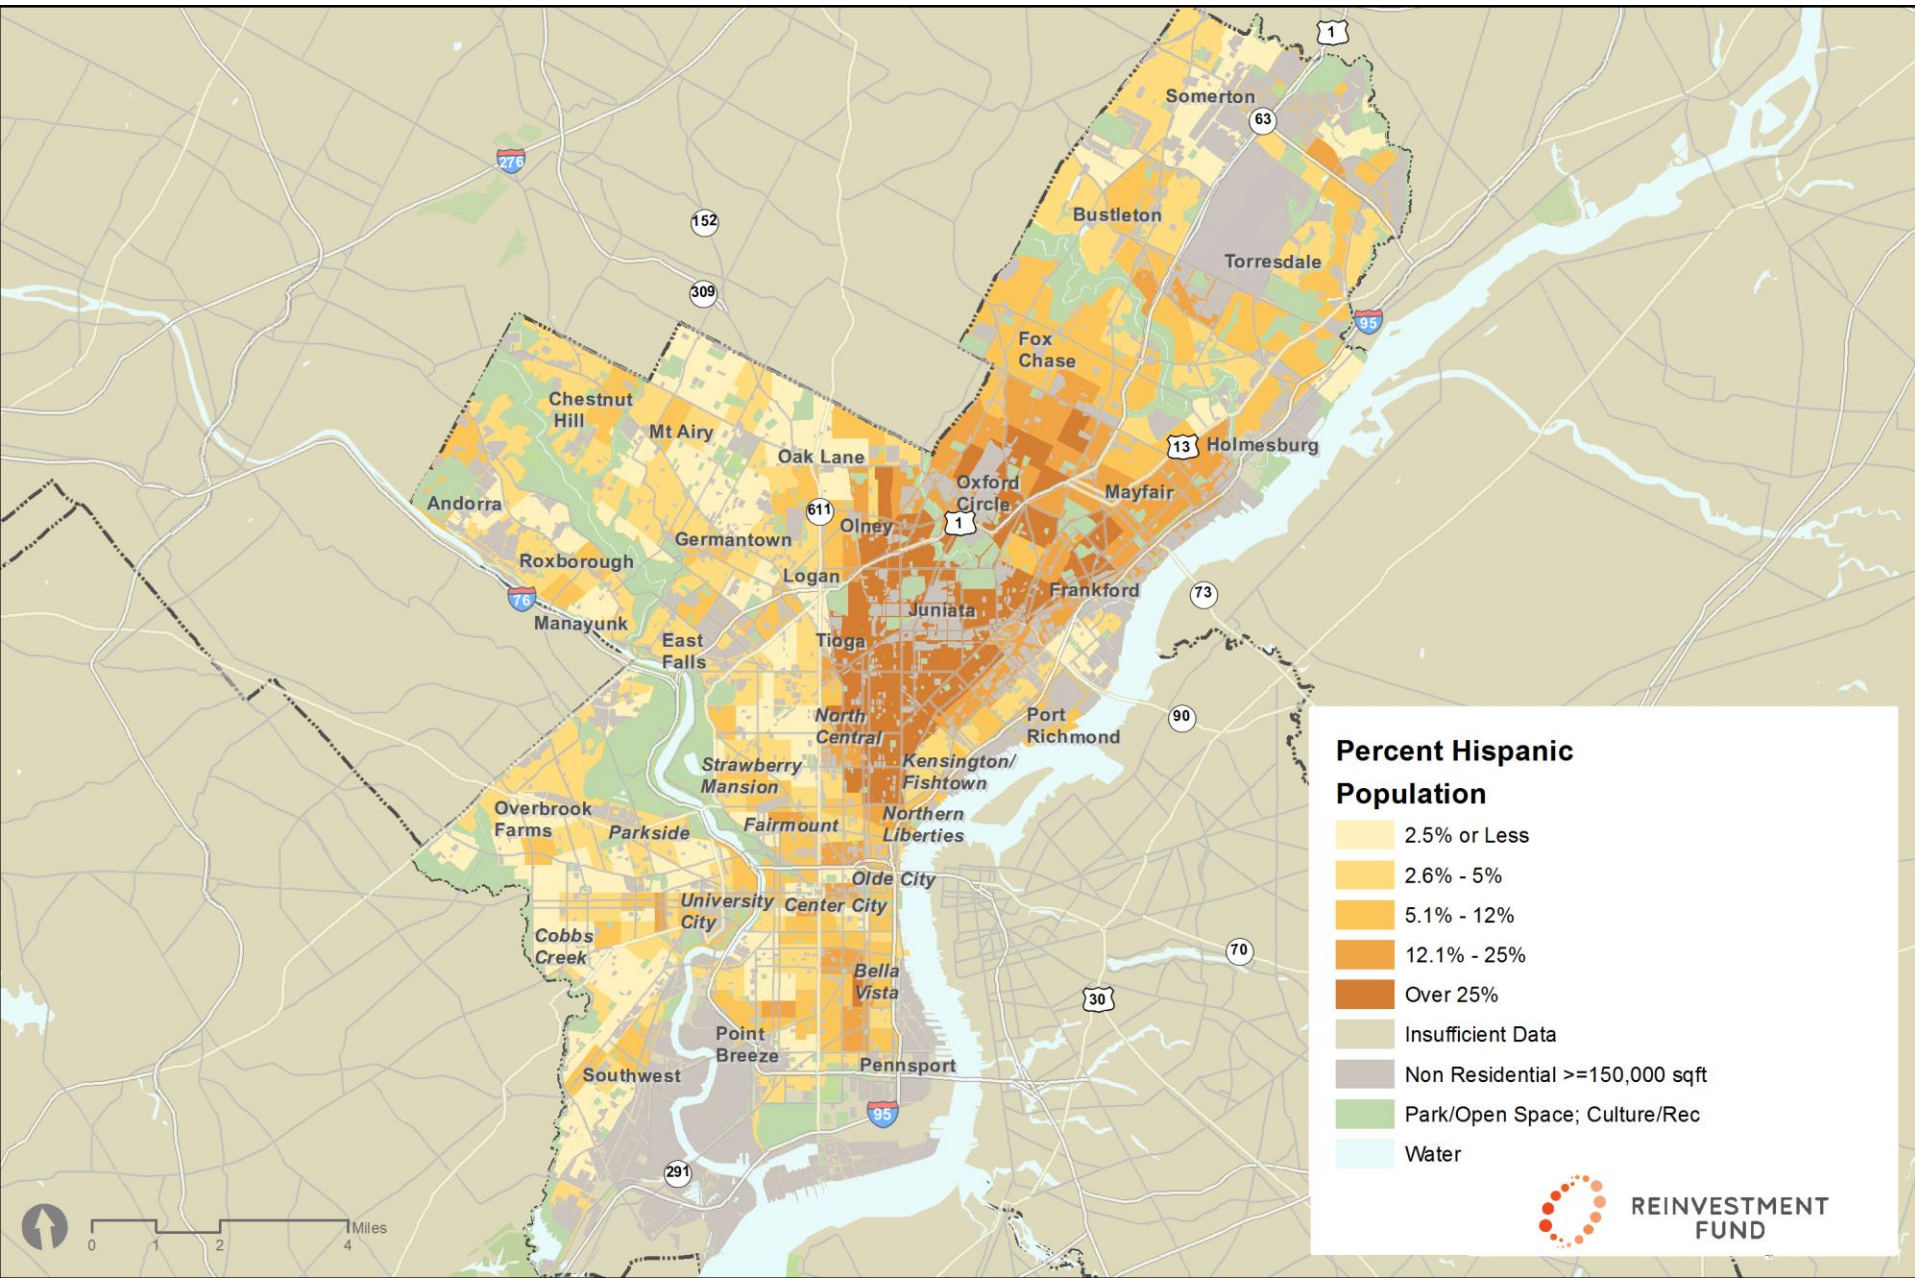 1
Somerton
63
276
Bustleton
152
Torresdale
309
95
Fox
Chase
Chestnut
Hill
Mt Airy
13
Holmesburg
Oak Lane
Oxford
Circle
Mayfair
Andorra
611
Olney
1
Germantown
Roxborough
Logan
Frankford
73
76
Juniata
Manayunk
East
Falls
Tioga
North
Central
Port
Richmond
90
Strawberry
Mansion
Kensington/
Fishtown
Overbrook
Farms
Parkside
Fairmount
Northern
Liberties
Olde City
University
City
Center City
Cobbs
Creek
70
Bella
Vista
30
Point
Breeze
Pennsport
Southwest
95
291
Miles
0 1 2 4
Percent Hispanic
Population
2.5% or Less
2.6% - 5%
5.1% - 12%
12.1% - 25%
Over 25%
Insufficient Data
Non Residential >=150,000 sqft
Park/Open Space; Culture/Rec
Water
REINVESTMENT
FUND